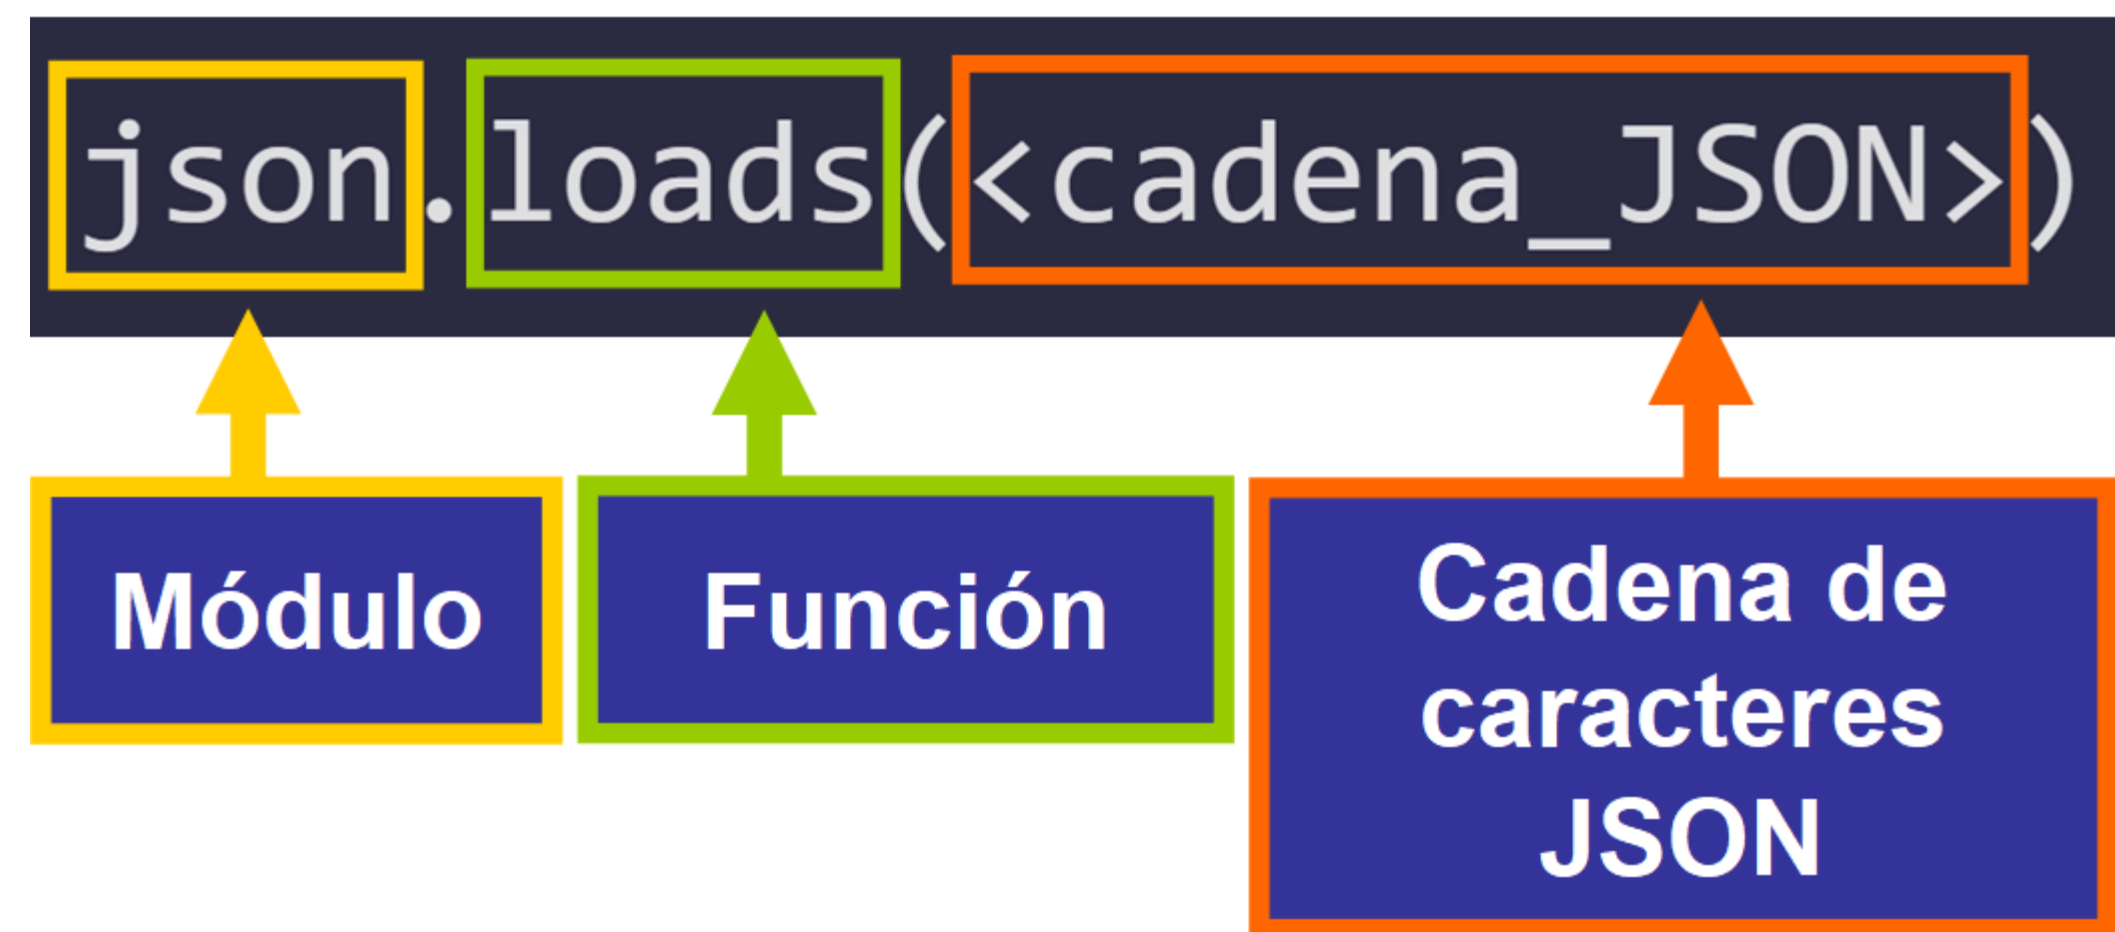 json.loads(<cadena_JSON>)
Módulo
Función
Cadena de
caracteres
JSON